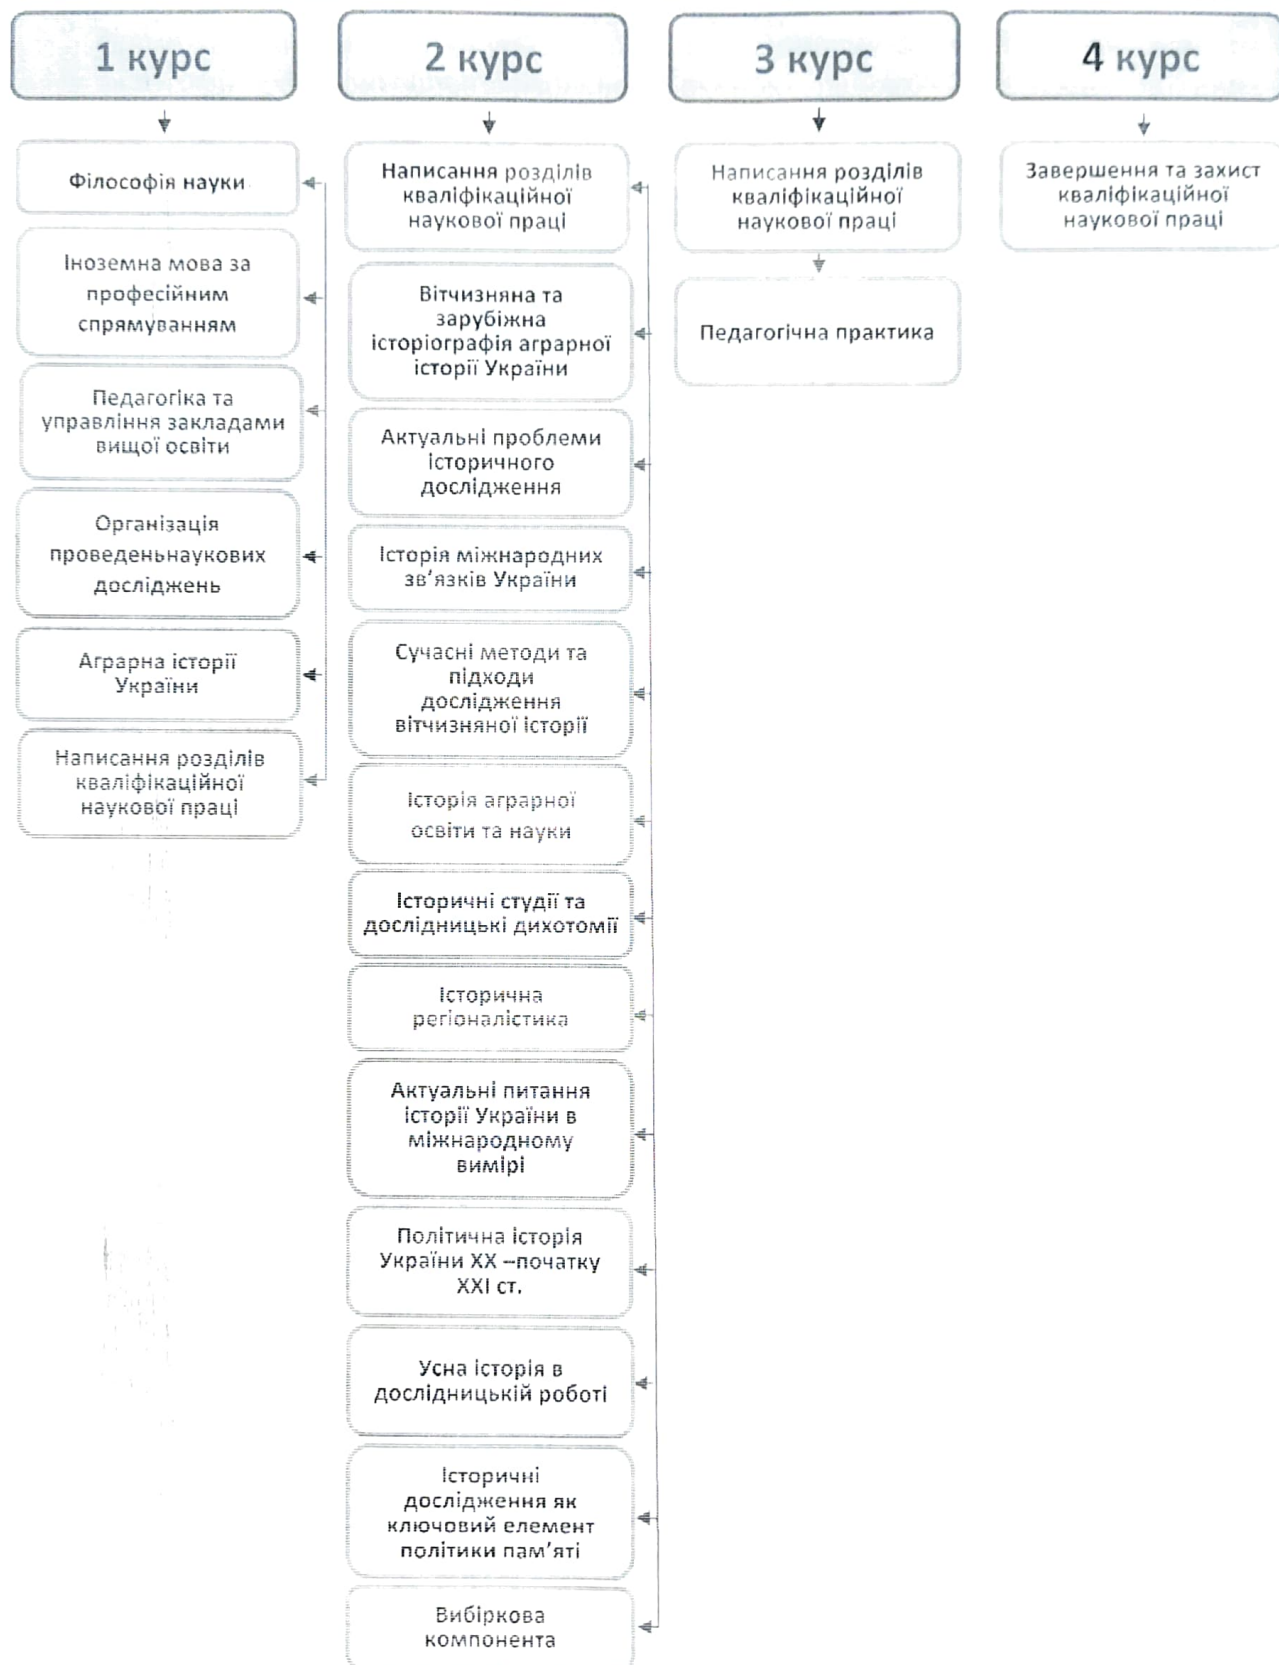 1 курс
Філософія науки
Іноземна мова за
професійним
спрямуванням
Педагогіка та
управління закладами
вищої освіти
Організація
проведеньнаукових
досліджень
Аграрна історії
України
Написання розділів
кваліфікаційної
наукової праці
2 курс
Написання розділів
кваліфікаційної
наукової праці
Вітчизняна та
зарубіжна
історіографія аграрної
історії України
Актуальні проблеми
історичного
дослідження
Історія міжнародних
зв'язків України
Сучасні методи та
підходи
дослідження
вітчизняної історії
Історія аграрної
освіти та науки
Історичні студії та
дослідницькі дихотомії
Історична
регіоналістика
Актуальні питання
історії України в
міжнародному
вимірі
Політична історія
України ХХ –початку
ХХІ ст.
Усна історія в
дослідницькій роботі
Історичні
дослідження як
ключовий елемент
політики пам'яті
Вибіркова
компонента
3 курс
Написання розділів
кваліфікаційної
наукової праці
Педагогічна практика
4 курс
Завершення та захист
кваліфікаційної
наукової праці